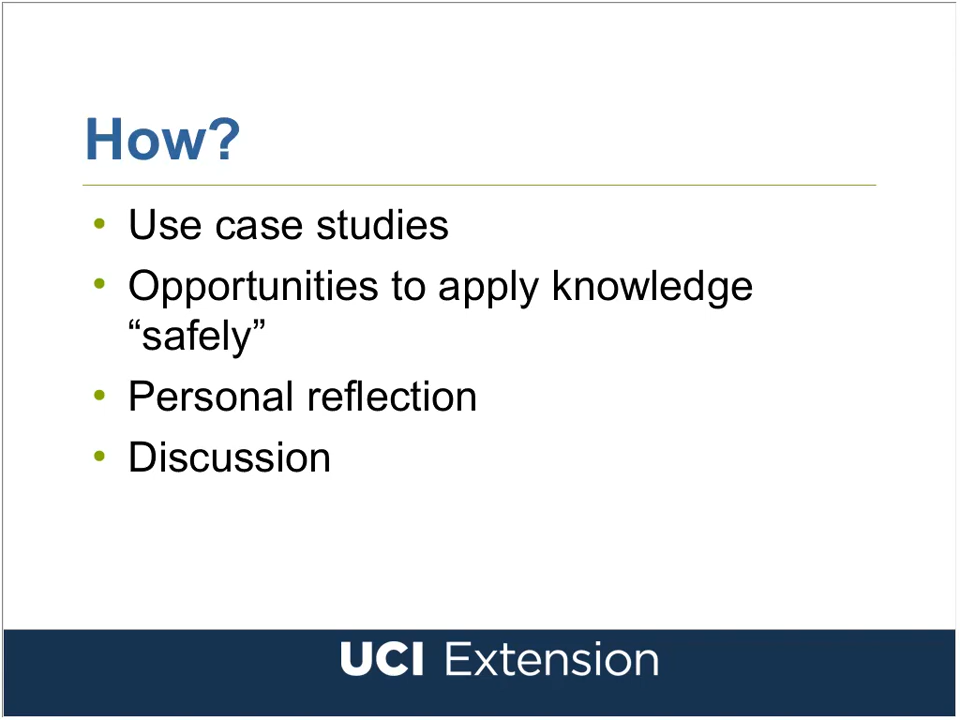 How?
• Use case studies
• Opportunities to apply knowledge
“safely”
• Personal reflection
• Discussion
UCI Extension